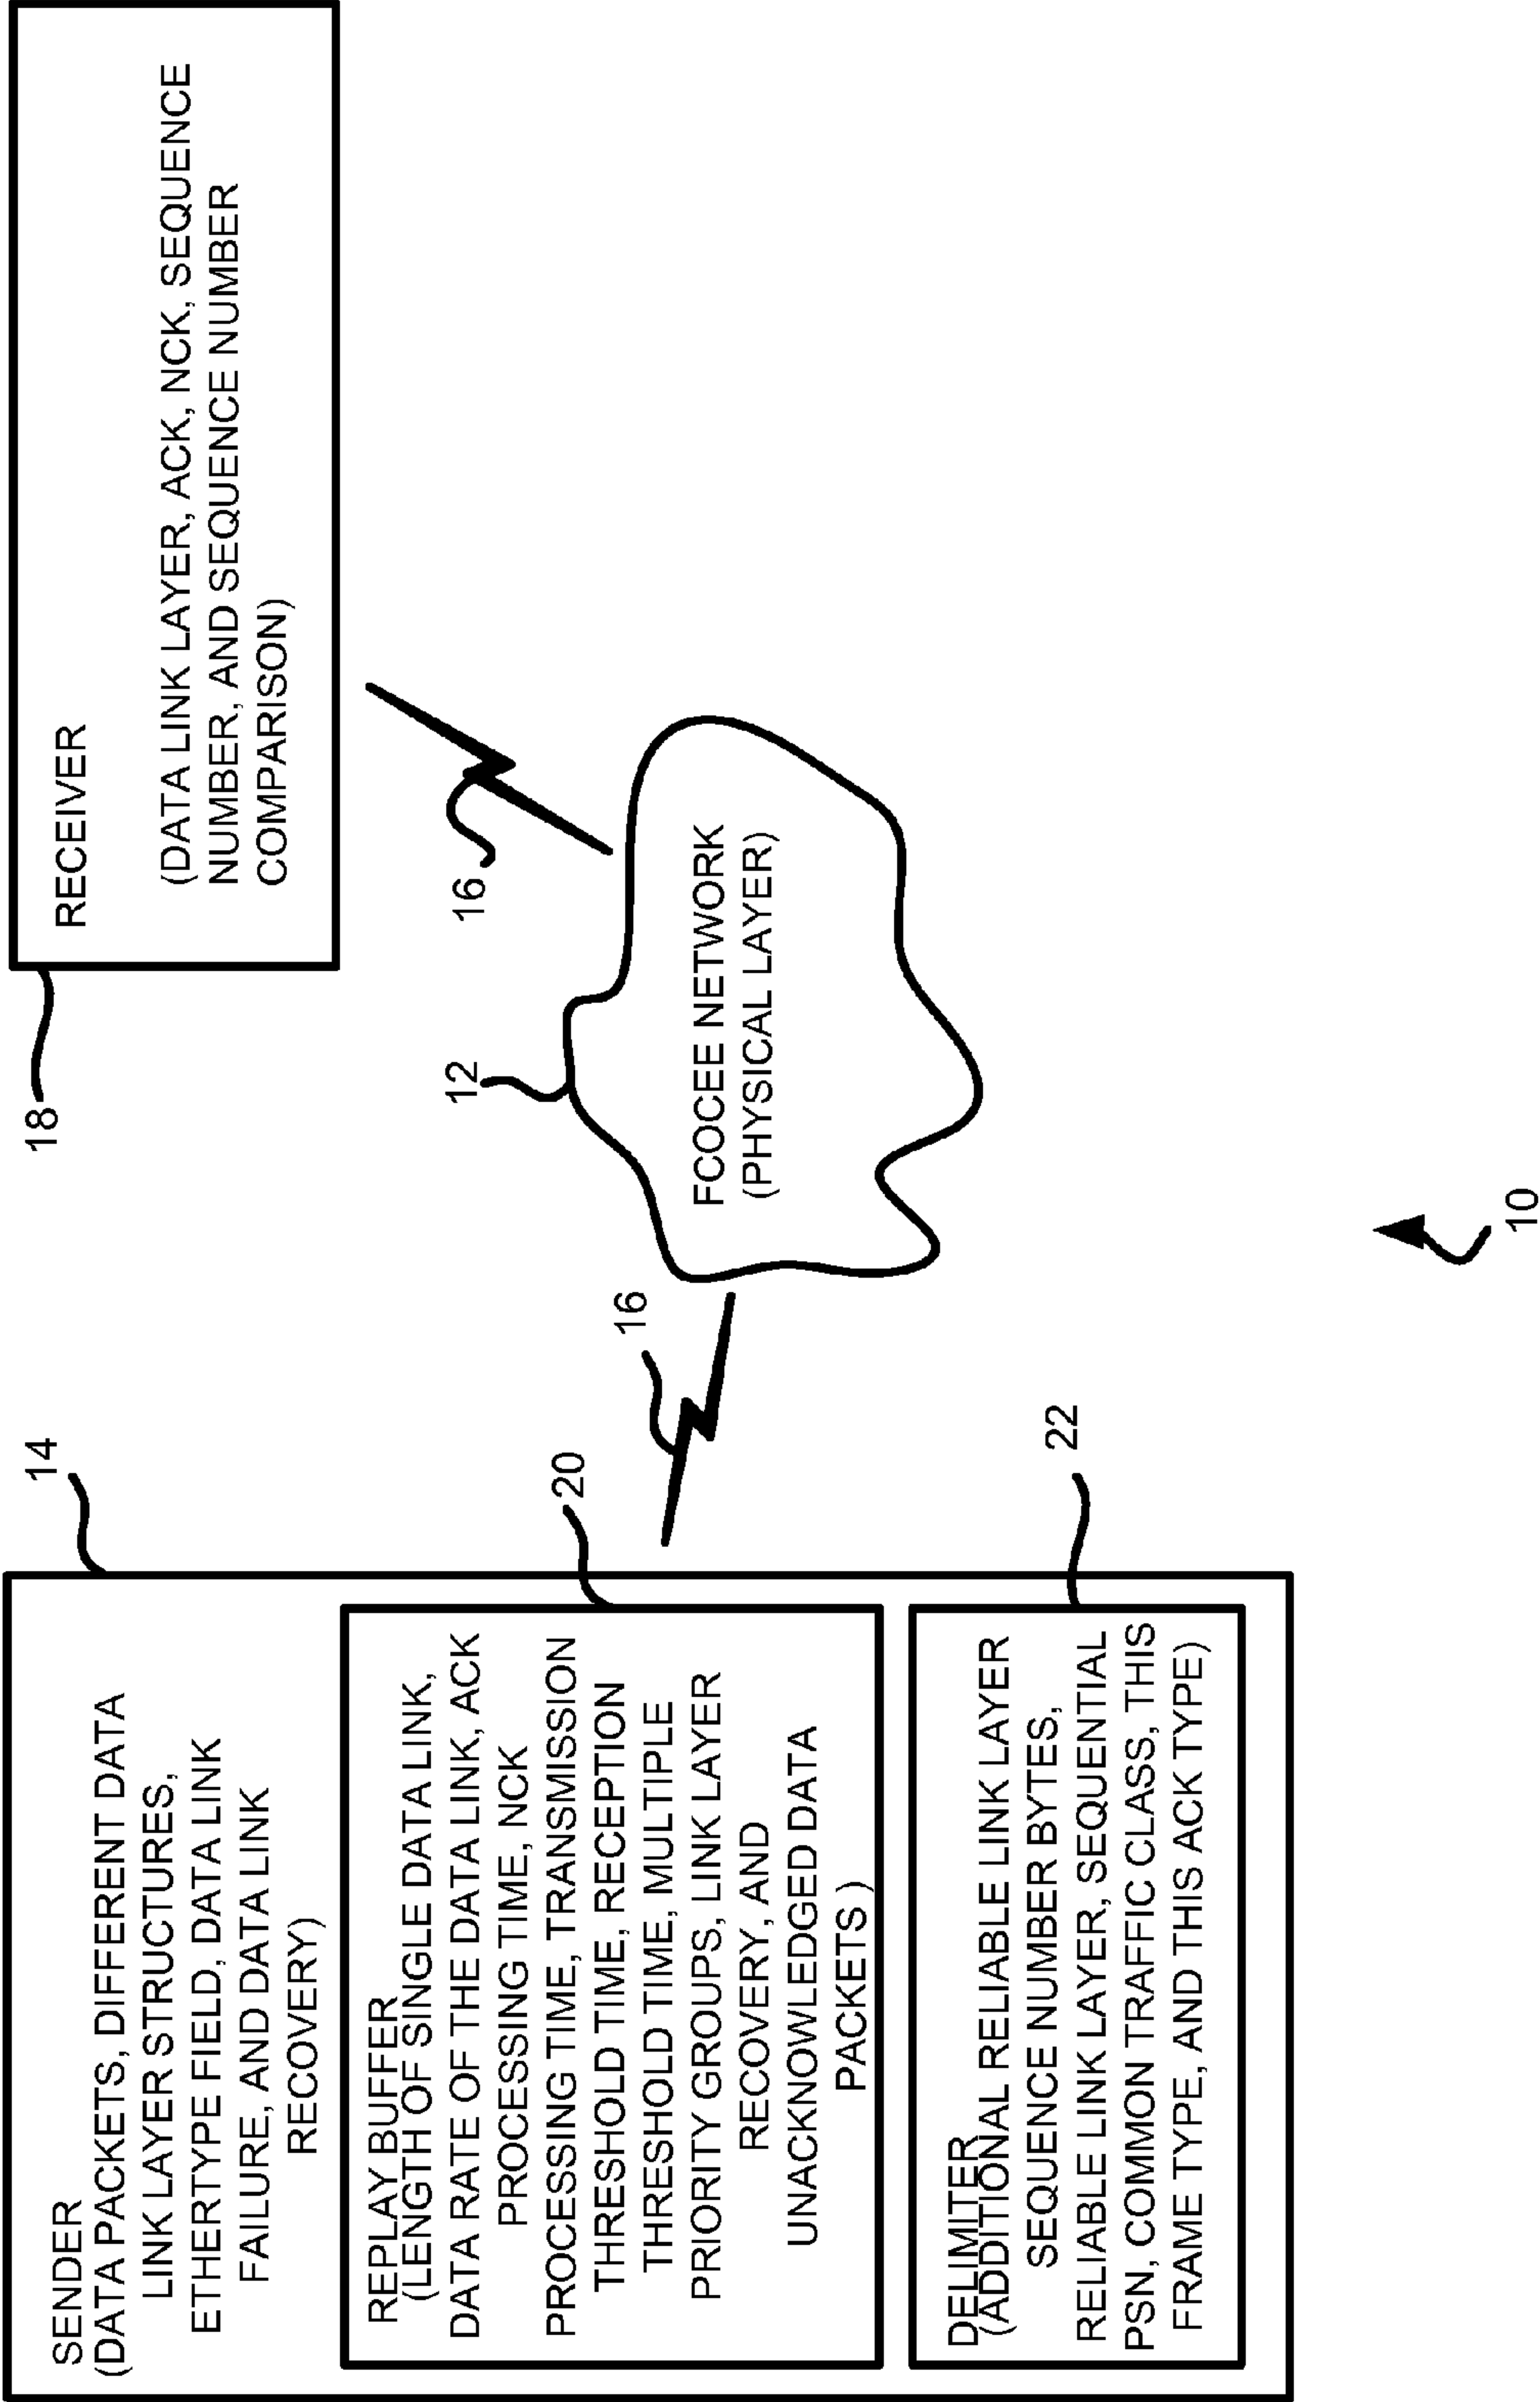 14
SENDER
(DATA PACKETS, DIFFERENT DATA
LINK LAYER STRUCTURES,
ETHERTYPE FIELD, DATA LINK
FAILURE, AND DATA LINK
RECOVERY)
20
REPLAY BUFFER
(LENGTH OF SINGLE DATA LINK,
DATA RATE OF THE DATA LINK, ACK
PROCESSING TIME, NCK
PROCESSING TIME, TRANSMISSION
THRESHOLD TIME, RECEPTION
THRESHOLD TIME, MULTIPLE
PRIORITY GROUPS, LINK LAYER
RECOVERY, AND
UNACKNOWLEDGED DATA
PACKETS )
22
DELIMITER
(ADDITIONAL RELIABLE LINK LAYER
SEQUENCE NUMBER BYTES,
RELIABLE LINK LAYER, SEQUENTIAL
PSN, COMMON TRAFFIC CLASS, THIS
FRAME TYPE, AND THIS ACK TYPE)
16
12
FCOCEE NETWORK
(PHYSICAL LAYER)
16
18
RECEIVER
(DATA LINK LAYER, ACK, NCK, SEQUENCE
NUMBER, AND SEQUENCE NUMBER
COMPARISON)
10